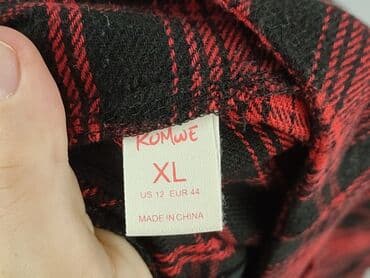 ROMWE
XL
US 12 EUR 44
MADE IN CHINA